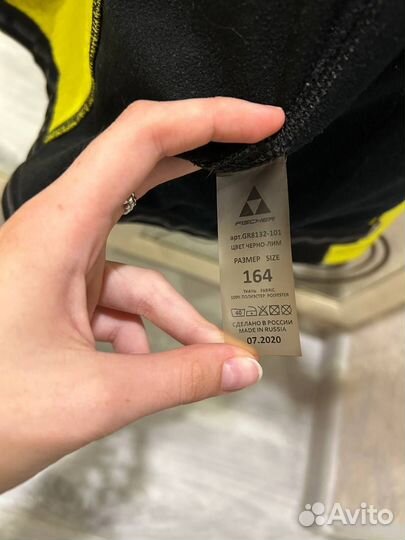 FISCHER
арт.GR8132-101
ЦВЕТ ЧЕРНО-ЛИМ
РАЗМЕР SIZE
164
ТКАНЬ FABRIC
100% ПОЛИЭСТЕР POLYESTER
40
СДЕЛАНО В РОССИИ
MADE IN RUSSIA
07.2020
Avito